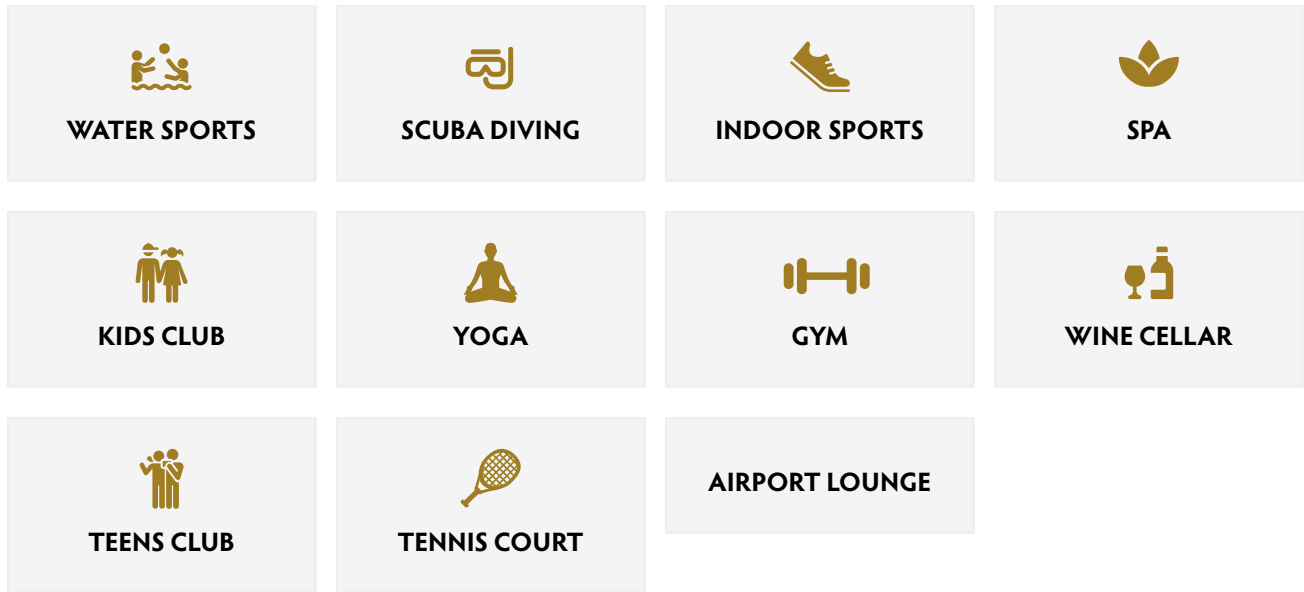 WATER SPORTS
SCUBA DIVING
INDOOR SPORTS
SPA
KIDS CLUB
YOGA
GYM
WINE CELLAR
TEENS CLUB
TENNIS COURT
AIRPORT LOUNGE